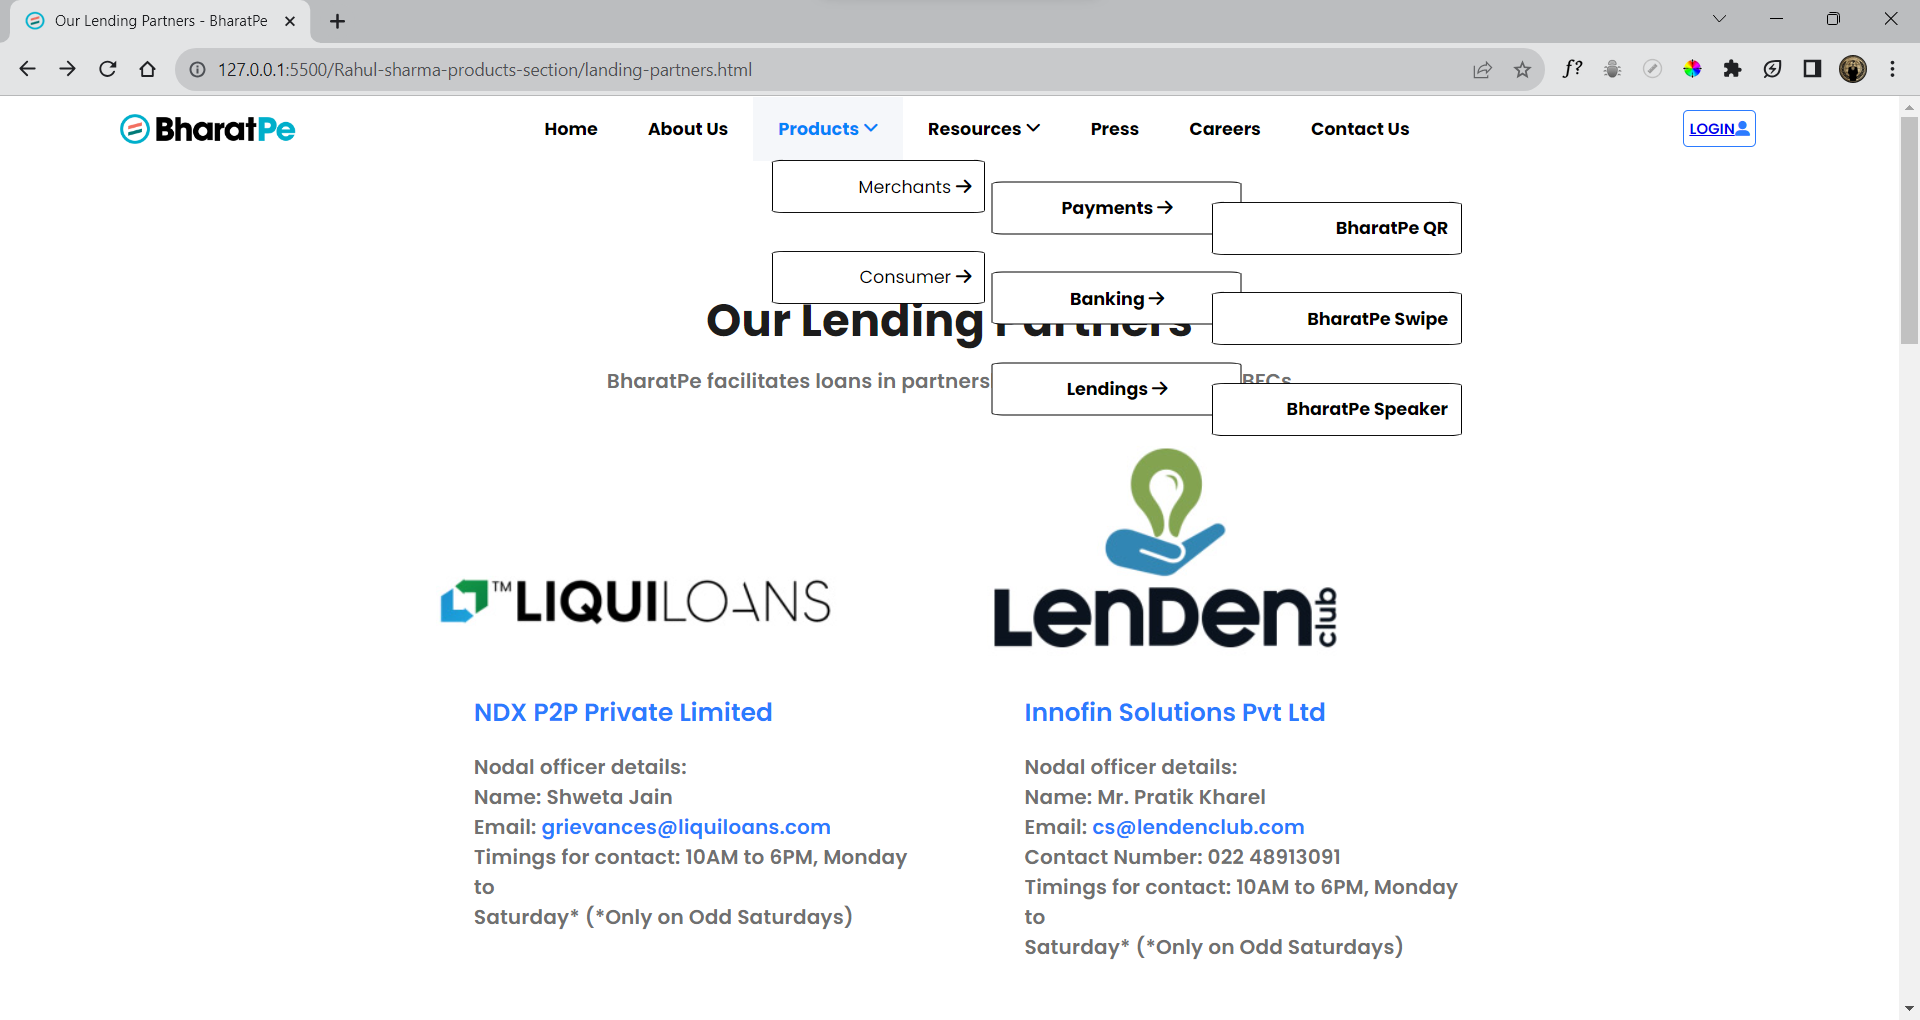 Our Lending Partners - BharatPe
127.0.0.1:5500/Rahul-sharma-products-section/landing-partners.html
f?
BharatPe
Home
About Us
Products
Resources
Press
Careers
Contact Us
LOGIN
Merchants
Payments
BharatPe QR
Consumer
Banking
BharatPe Swipe
Our Lending Partners
BharatPe facilitates loans in partners
BFCs
Lendings
BharatPe Speaker
™LIQUILOANS
LenDen club
NDX P2P Private Limited
Nodal officer details:
Name: Shweta Jain
Email: grievances@liquiloans.com
Timings for contact: 10AM to 6PM, Monday
to
Saturday* (*Only on Odd Saturdays)
Innofin Solutions Pvt Ltd
Nodal officer details:
Name: Mr. Pratik Kharel
Email: cs@lendenclub.com
Contact Number: 022 48913091
Timings for contact: 10AM to 6PM, Monday
to
Saturday* (*Only on Odd Saturdays)